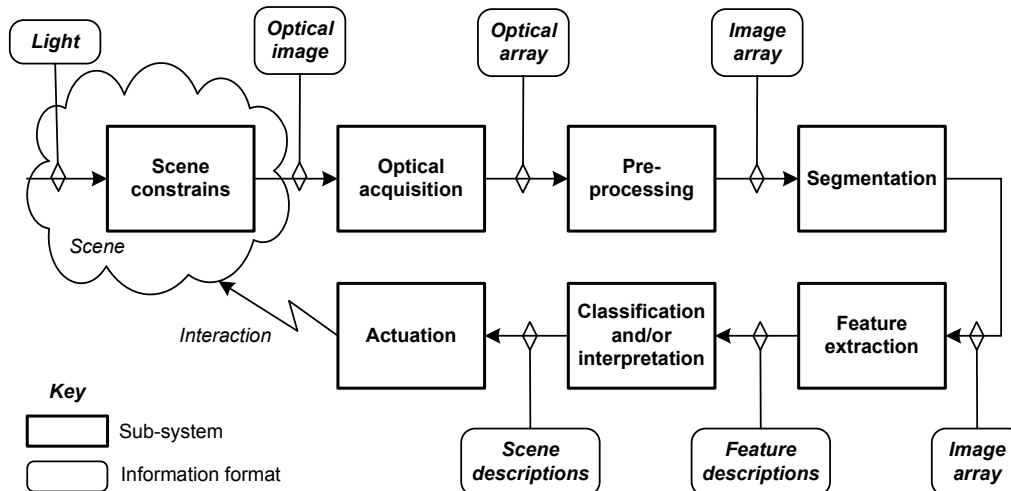 Light
Optical
image
Optical
array
Image
array
Scene
constrains
Optical
acquisition
Pre-
processing
Segmentation
Scene
Interaction
Actuation
Classification
and/or
interpretation
Feature
extraction
Key
Sub-system
Information format
Scene
descriptions
Feature
descriptions
Image
array